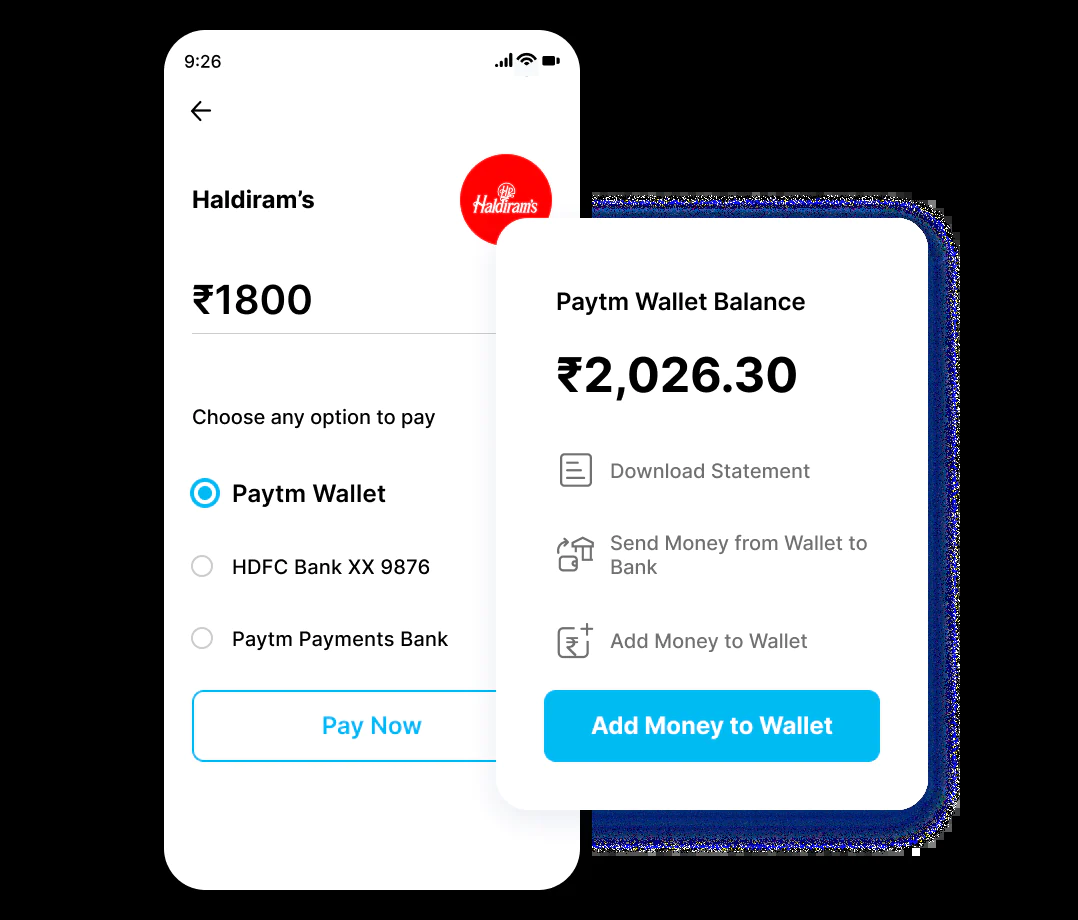 9:26
Haldiram’s
HR
Haldiram's
₹1800
Choose any option to pay
Paytm Wallet
HDFC Bank XX 9876
Paytm Payments Bank
Pay Now
Paytm Wallet Balance
₹2,026.30
Download Statement
Send Money from Wallet to
Bank
Add Money to Wallet
Add Money to Wallet